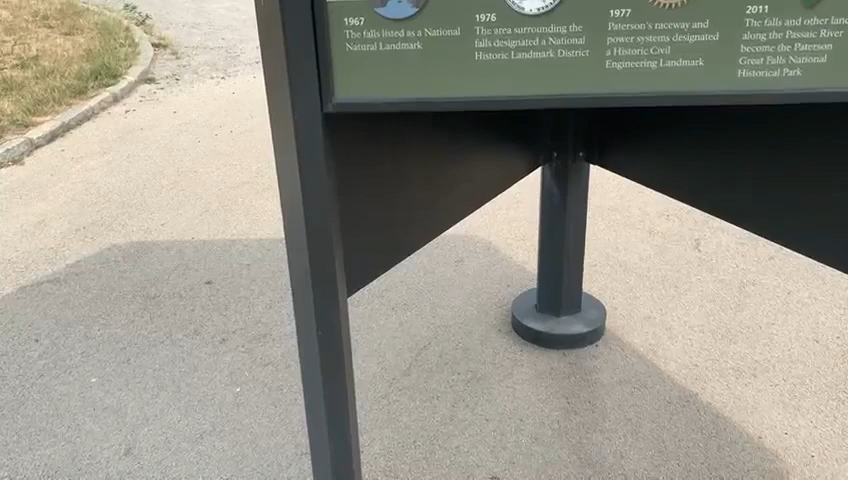 1967
The falls listed as a National
Natural Landmark
1976
The area surrounding the
falls designated a National
Historic Landmark District
1977
Paterson's raceway and
power systems designated
a Historic Civil
Engineering Landmark
2011
The falls and other land
along the Passaic River
become the Paterson
Great Falls National
Historical Park